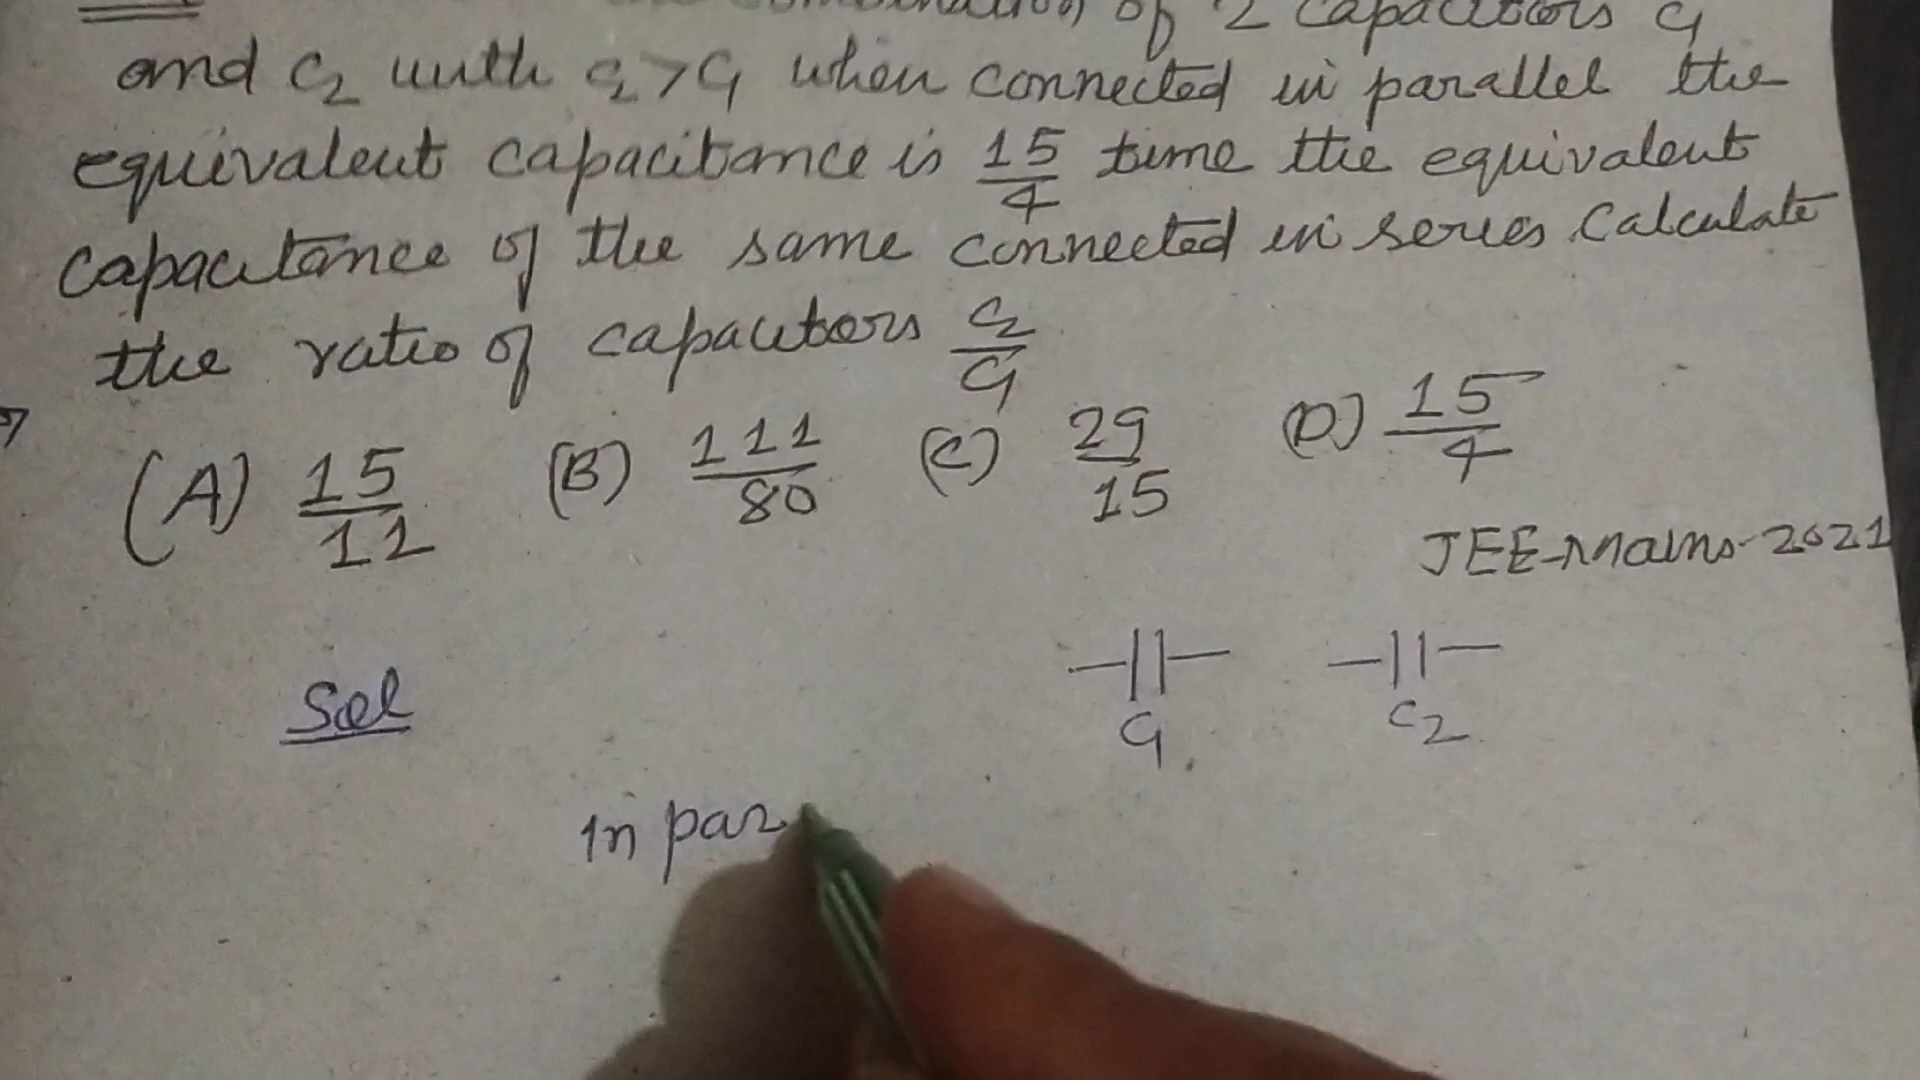 of 2 capacitors C1
and C2 with C2>C1 when connected in parallel the
equivalent capacitance is 15/4 time the equivalent
capacitance of the same connected in series Calculate
the ratio of capacitors C2/C1
(A) 15/11 (B) 111/80 (C) 29/15 (D) 15/4
JEE-Mains-2021
Sol
C1 C2
In par